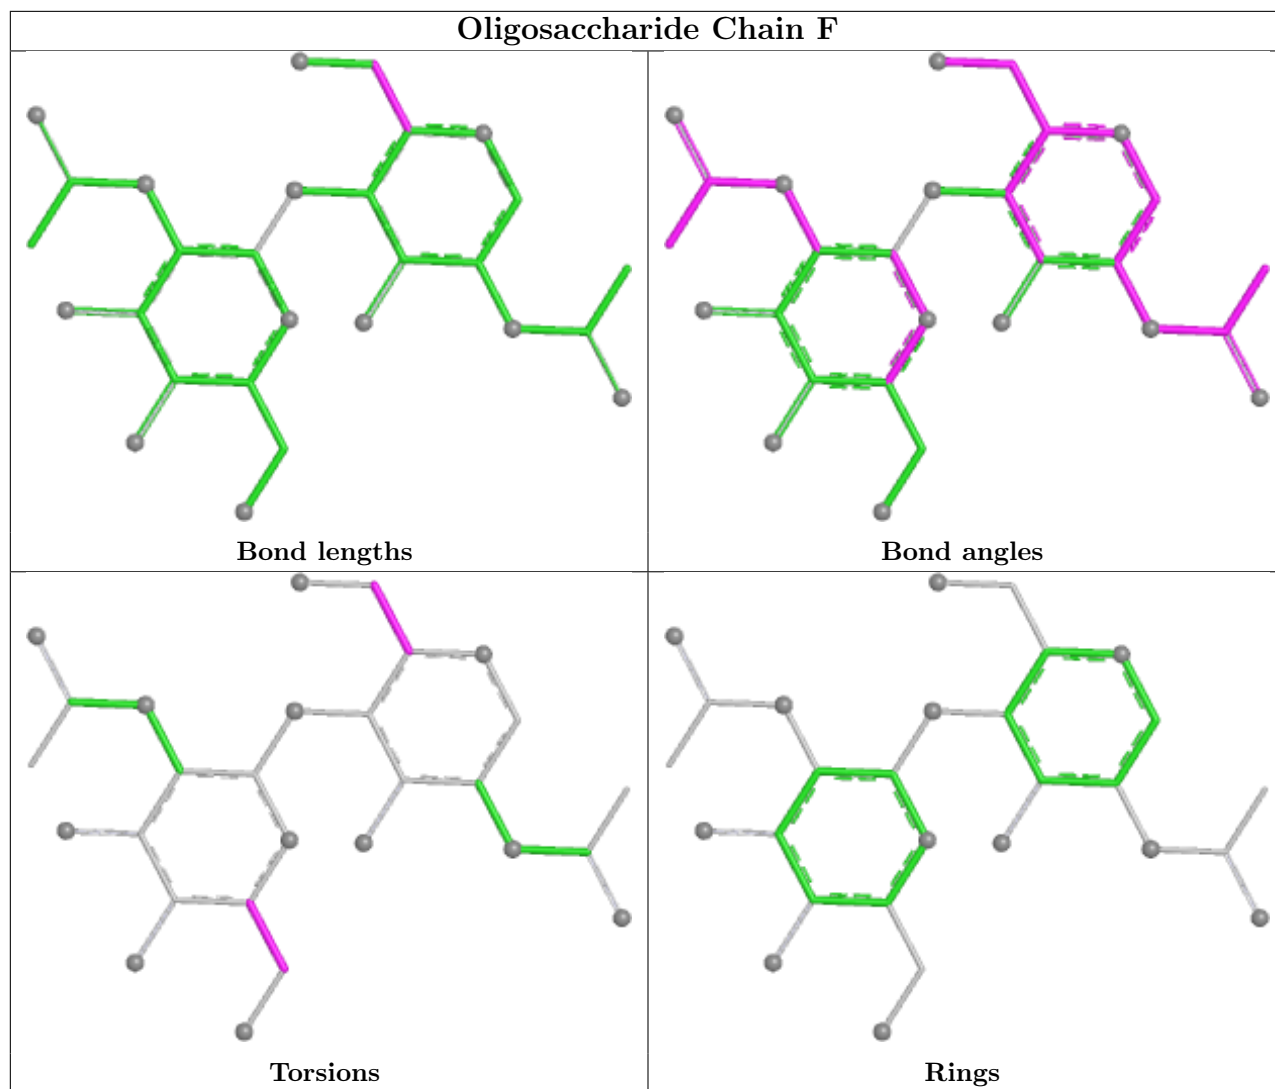 Oligosaccharide Chain F
Bond lengths
Bond angles
Torsions
Rings